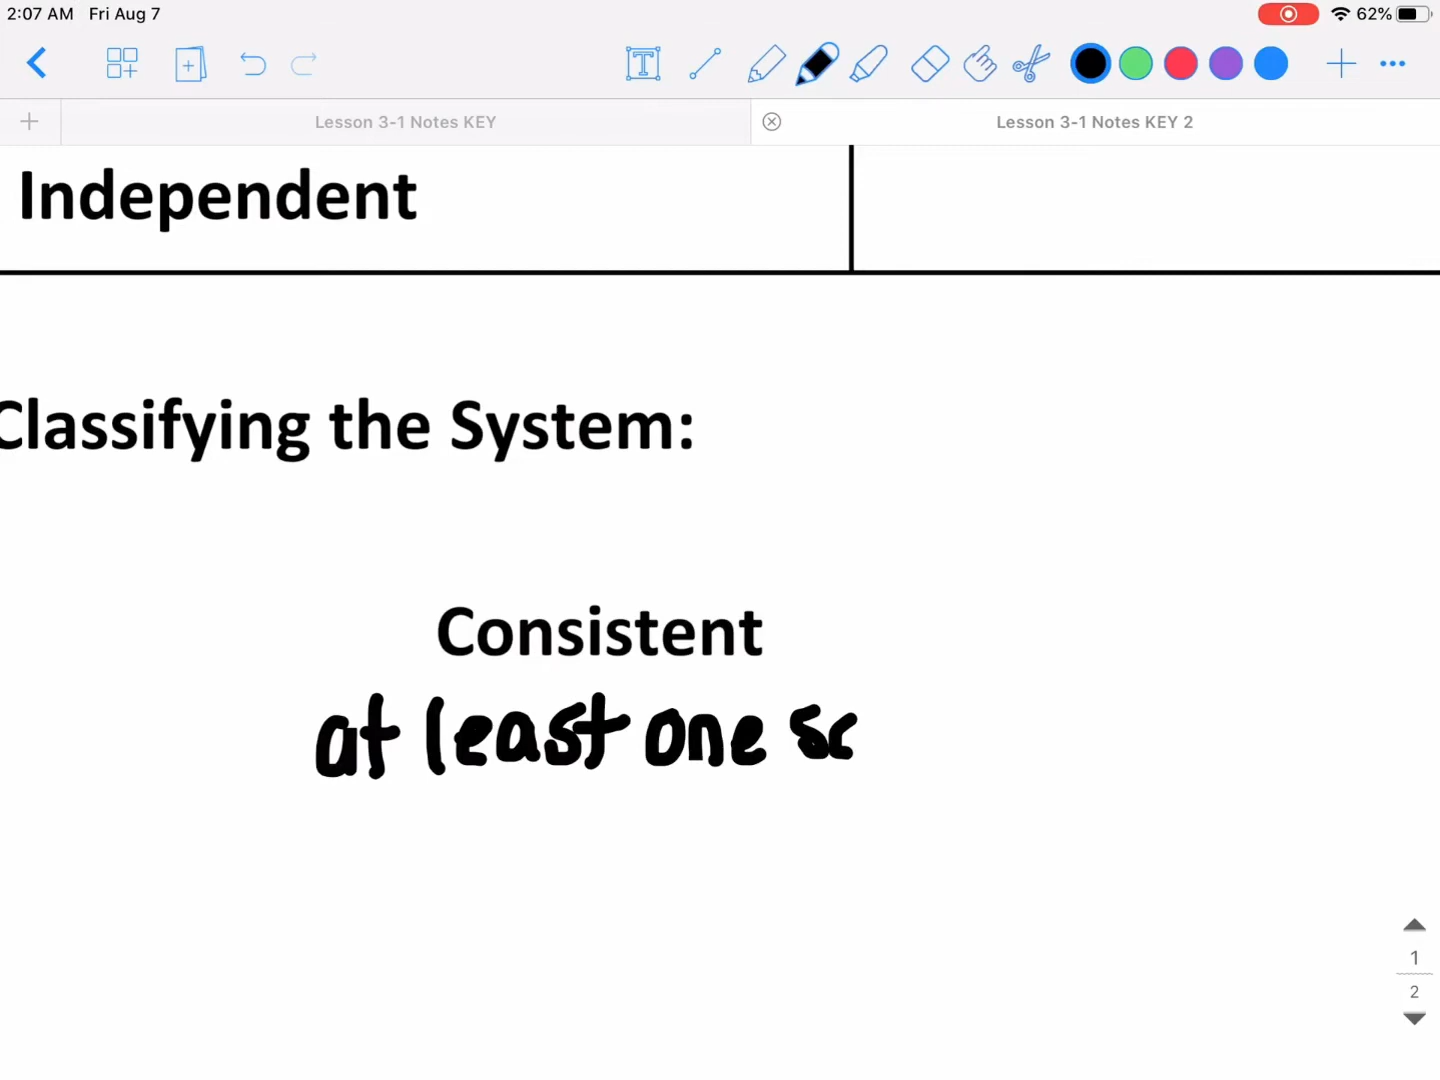 2:07 AM Fri Aug 7 62%
Lesson 3-1 Notes KEY Lesson 3-1 Notes KEY 2
Independent
Classifying the System:
Consistent
at least one so
1
2